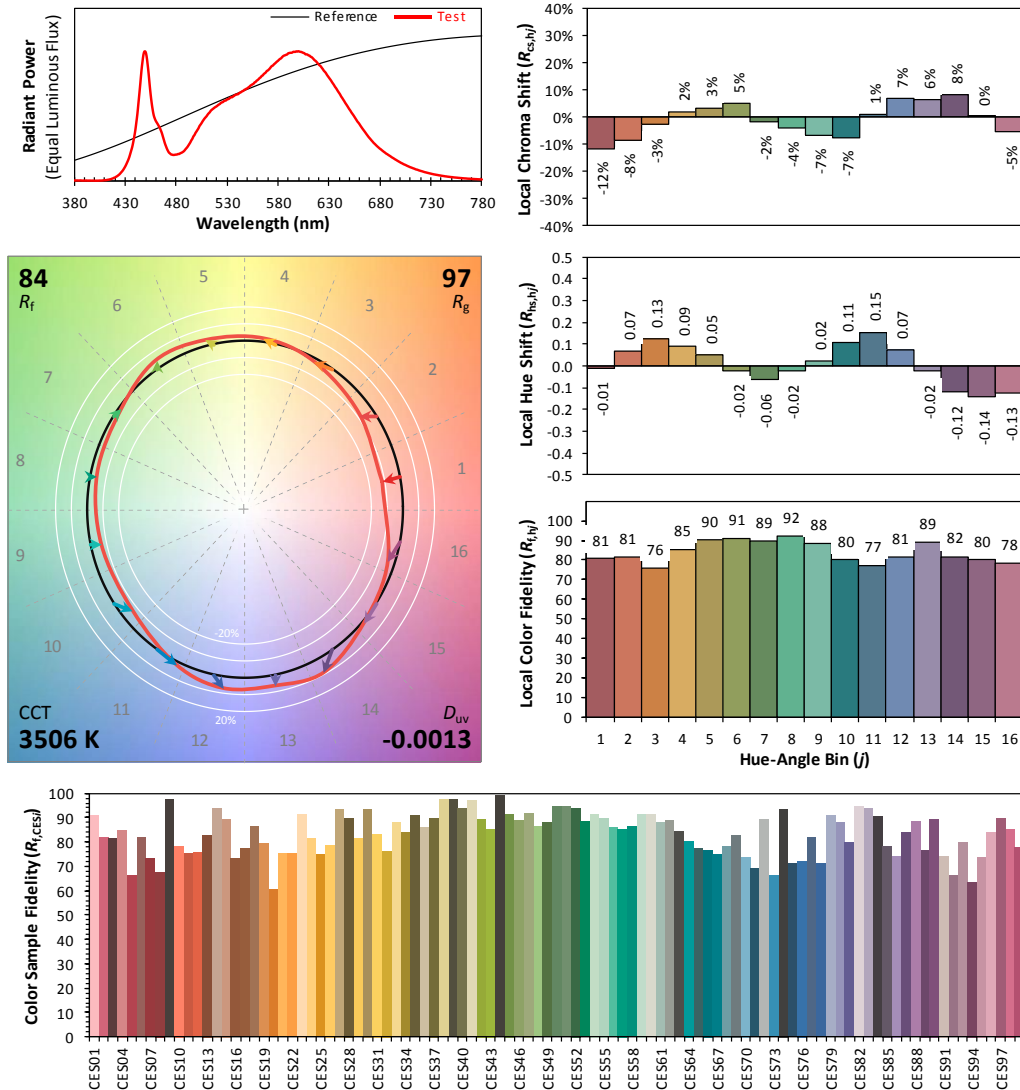 Reference
Test
Radiant Power
(Equal Luminous Flux)
380 430 480 530 580 630 680 730 780
Wavelength (nm)
Local Chroma Shift (Rcs,hj)
40%
30%
20%
10%
0%
-10%
-20%
-30%
-40%
-12% -8% -3% 2% 3% 5% -2% -4% -7% -7% 1% 7% 6% 8% 0% -5%
84
Rf
97
Rg
1 2 3 4 5 6 7 8 9 10 11 12 13 14 15 16
-20%
20%
CCT
3506 K
Duv
-0.0013
Local Hue Shift (Rhs,hj)
0.5
0.4
0.3
0.2
0.1
0.0
-0.1
-0.2
-0.3
-0.4
-0.5
-0.01 0.07 0.13 0.09 0.05 -0.02 -0.06 -0.02 0.02 0.11 0.15 0.07 -0.02 -0.12 -0.14 -0.13
Local Color Fidelity (Rf,hj)
100
90
80
70
60
50
40
30
20
10
0
81 81 76 85 90 91 89 92 88 80 77 81 89 82 80 78
1 2 3 4 5 6 7 8 9 10 11 12 13 14 15 16
Hue-Angle Bin (j)
Color Sample Fidelity (Rf,CESi)
100
90
80
70
60
50
40
30
20
10
0
CES01 CES04 CES07 CES10 CES13 CES16 CES19 CES22 CES25 CES28 CES31 CES34 CES37 CES40 CES43 CES46 CES49 CES52 CES55 CES58 CES61 CES64 CES67 CES70 CES73 CES76 CES79 CES82 CES85 CES88 CES91 CES94 CES97